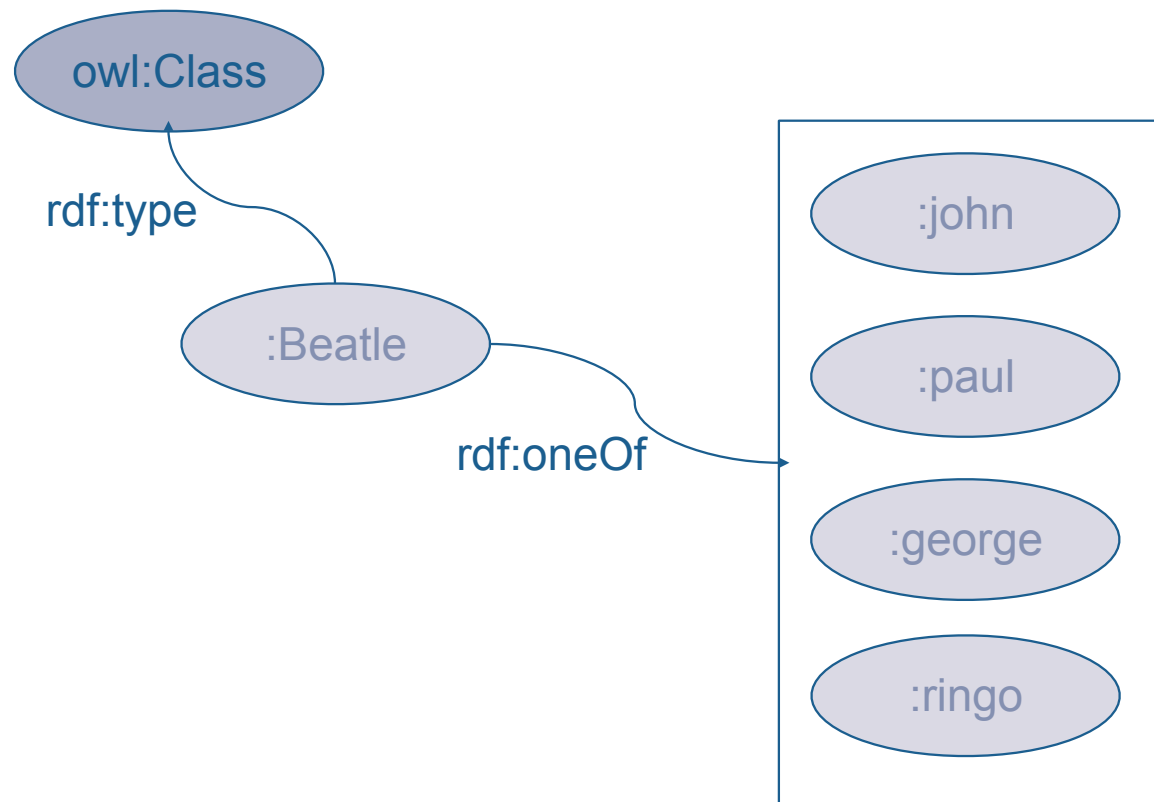 owl:Class
rdf:type
:Beatle
rdf:oneOf
:john
:paul
:george
:ringo